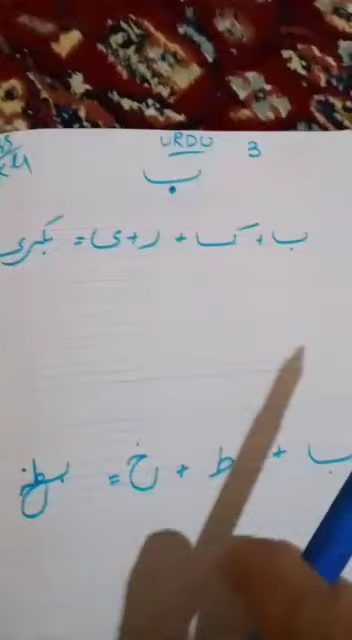 URDU 3
ب
ب + ک + ر + ی = بکری
ب + ط + خ = بطخ